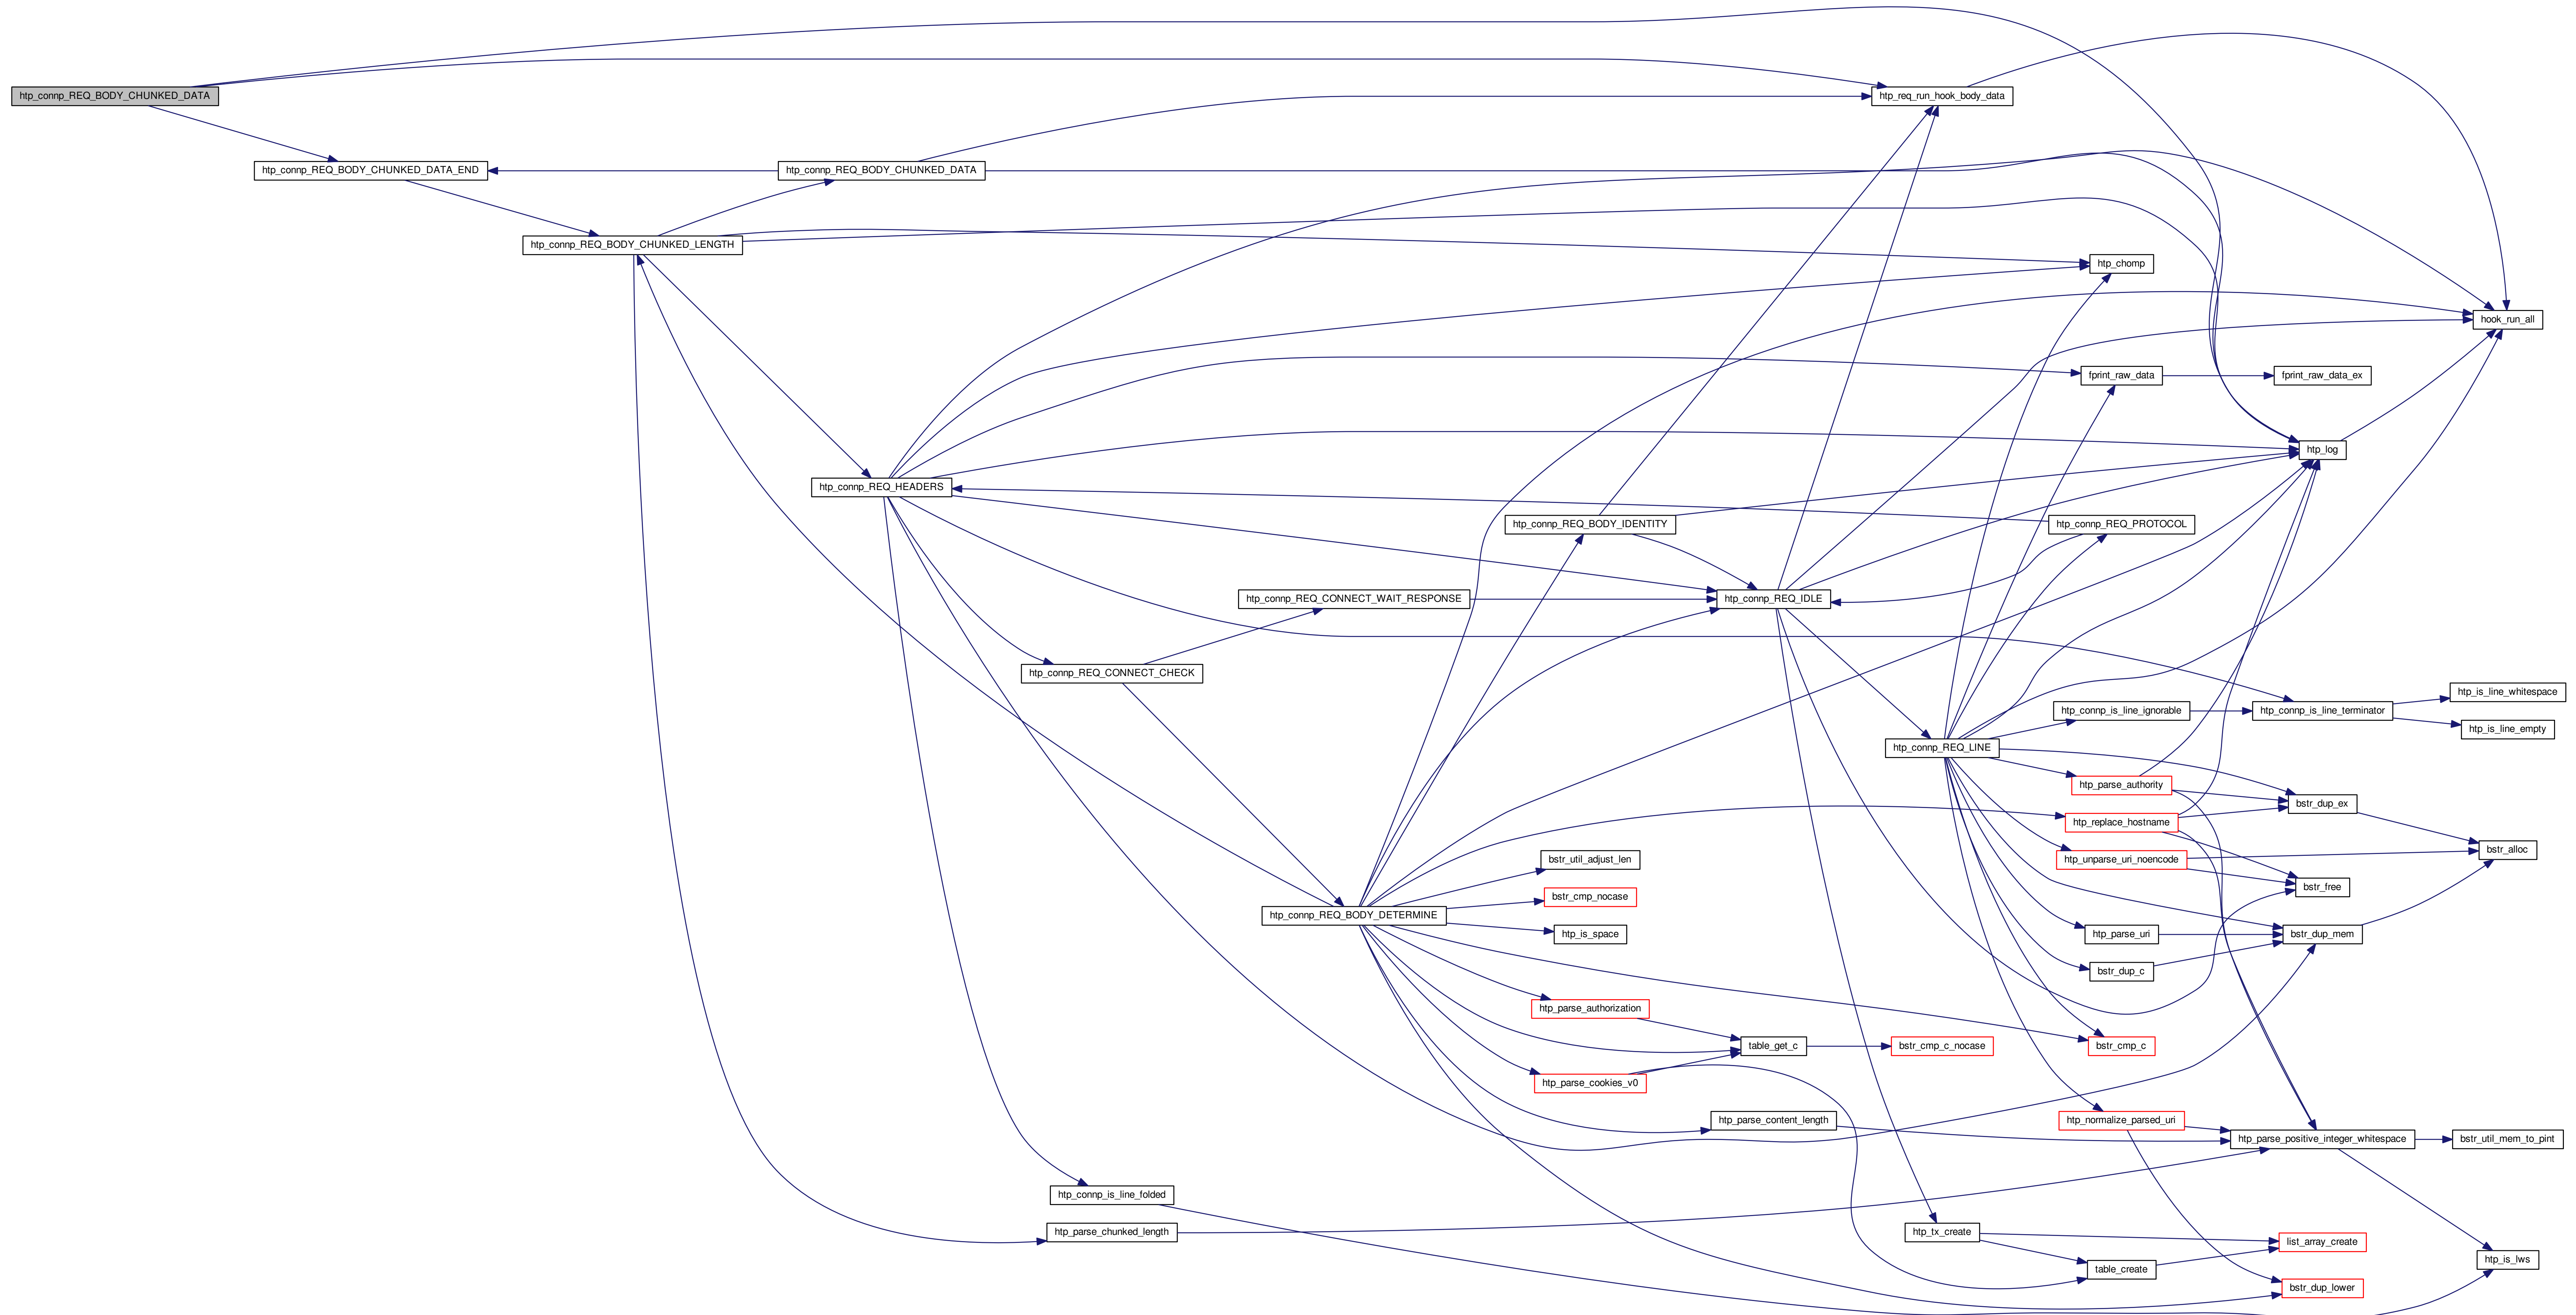 htp_connp_REQ_BODY_CHUNKED_DATA
htp_req_run_hook_body_data
htp_connp_REQ_BODY_CHUNKED_DATA_END
htp_connp_REQ_BODY_CHUNKED_DATA
htp_connp_REQ_BODY_CHUNKED_LENGTH
htp_chomp
hook_run_all
fprint_raw_data
fprint_raw_data_ex
htp_log
htp_connp_REQ_HEADERS
htp_connp_REQ_BODY_IDENTITY
htp_connp_REQ_PROTOCOL
htp_connp_REQ_CONNECT_WAIT_RESPONSE
htp_connp_REQ_IDLE
htp_connp_REQ_CONNECT_CHECK
htp_is_line_whitespace
htp_connp_is_line_ignorable
htp_connp_is_line_terminator
htp_is_line_empty
htp_connp_REQ_LINE
htp_parse_authority
bstr_dup_ex
htp_replace_hostname
bstr_alloc
bstr_util_adjust_len
htp_unparse_uri_noencode
bstr_free
bstr_cmp_nocase
htp_connp_REQ_BODY_DETERMINE
htp_is_space
htp_parse_uri
bstr_dup_mem
bstr_dup_c
htp_parse_authorization
table_get_c
bstr_cmp_c_nocase
bstr_cmp_c
htp_parse_cookies_v0
htp_parse_content_length
htp_normalize_parsed_uri
htp_parse_positive_integer_whitespace
bstr_util_mem_to_pint
htp_connp_is_line_folded
htp_parse_chunked_length
htp_tx_create
list_array_create
htp_is_lws
table_create
bstr_dup_lower